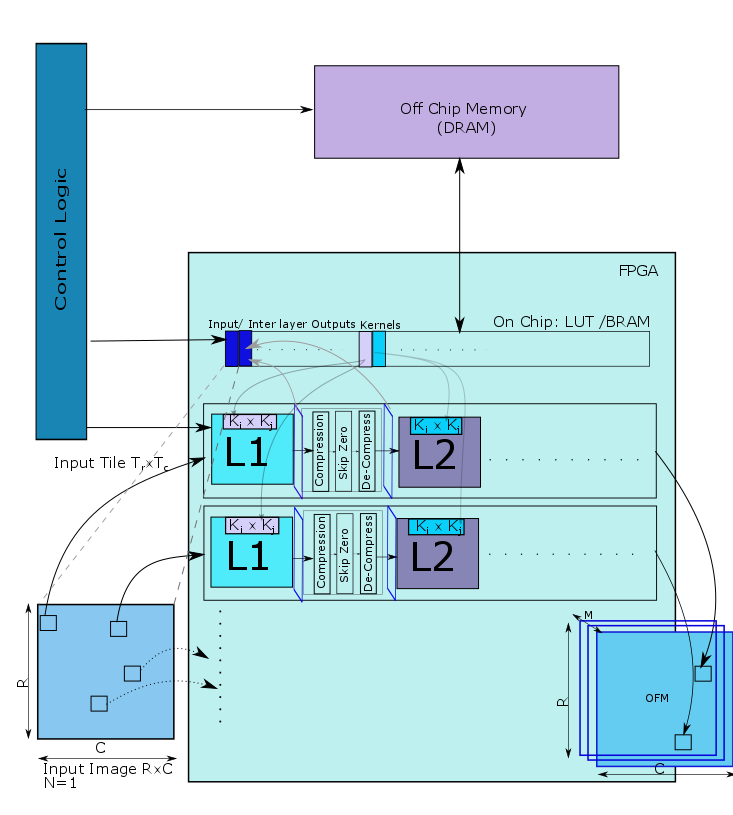 Control Logic
Off Chip Memory
(DRAM)
FPGA
On Chip: LUT /BRAM
Input/ Inter layer Outputs Kernels
Ki x Kj
L1
Compression
Skip Zero
De-Compress
Ki x Kj
L2
Input Tile TrxTc
Ki x Kj
L1
Compression
Skip Zero
De-Compress
Ki x Kj
L2
R
C
Input Image RxC
N=1
M
R
OFM
C